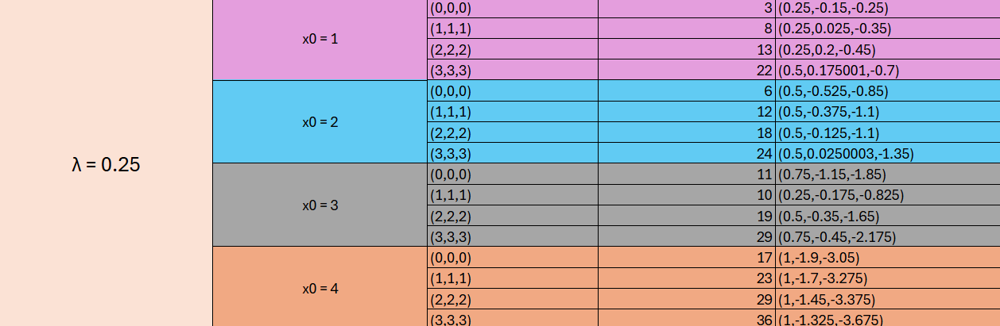 λ = 0.25
x0 = 1
(0,0,0) 3 (0.25,-0.15,-0.25)
(1,1,1) 8 (0.25,0.025,-0.35)
(2,2,2) 13 (0.25,0.2,-0.45)
(3,3,3) 22 (0.5,0.175001,-0.7)
x0 = 2
(0,0,0) 6 (0.5,-0.525,-0.85)
(1,1,1) 12 (0.5,-0.375,-1.1)
(2,2,2) 18 (0.5,-0.125,-1.1)
(3,3,3) 24 (0.5,0.0250003,-1.35)
x0 = 3
(0,0,0) 11 (0.75,-1.15,-1.85)
(1,1,1) 10 (0.25,-0.175,-0.825)
(2,2,2) 19 (0.5,-0.35,-1.65)
(3,3,3) 29 (0.75,-0.45,-2.175)
x0 = 4
(0,0,0) 17 (1,-1.9,-3.05)
(1,1,1) 23 (1,-1.7,-3.275)
(2,2,2) 29 (1,-1.45,-3.375)
(3,3,3) 36 (1,-1.325,-3.675)